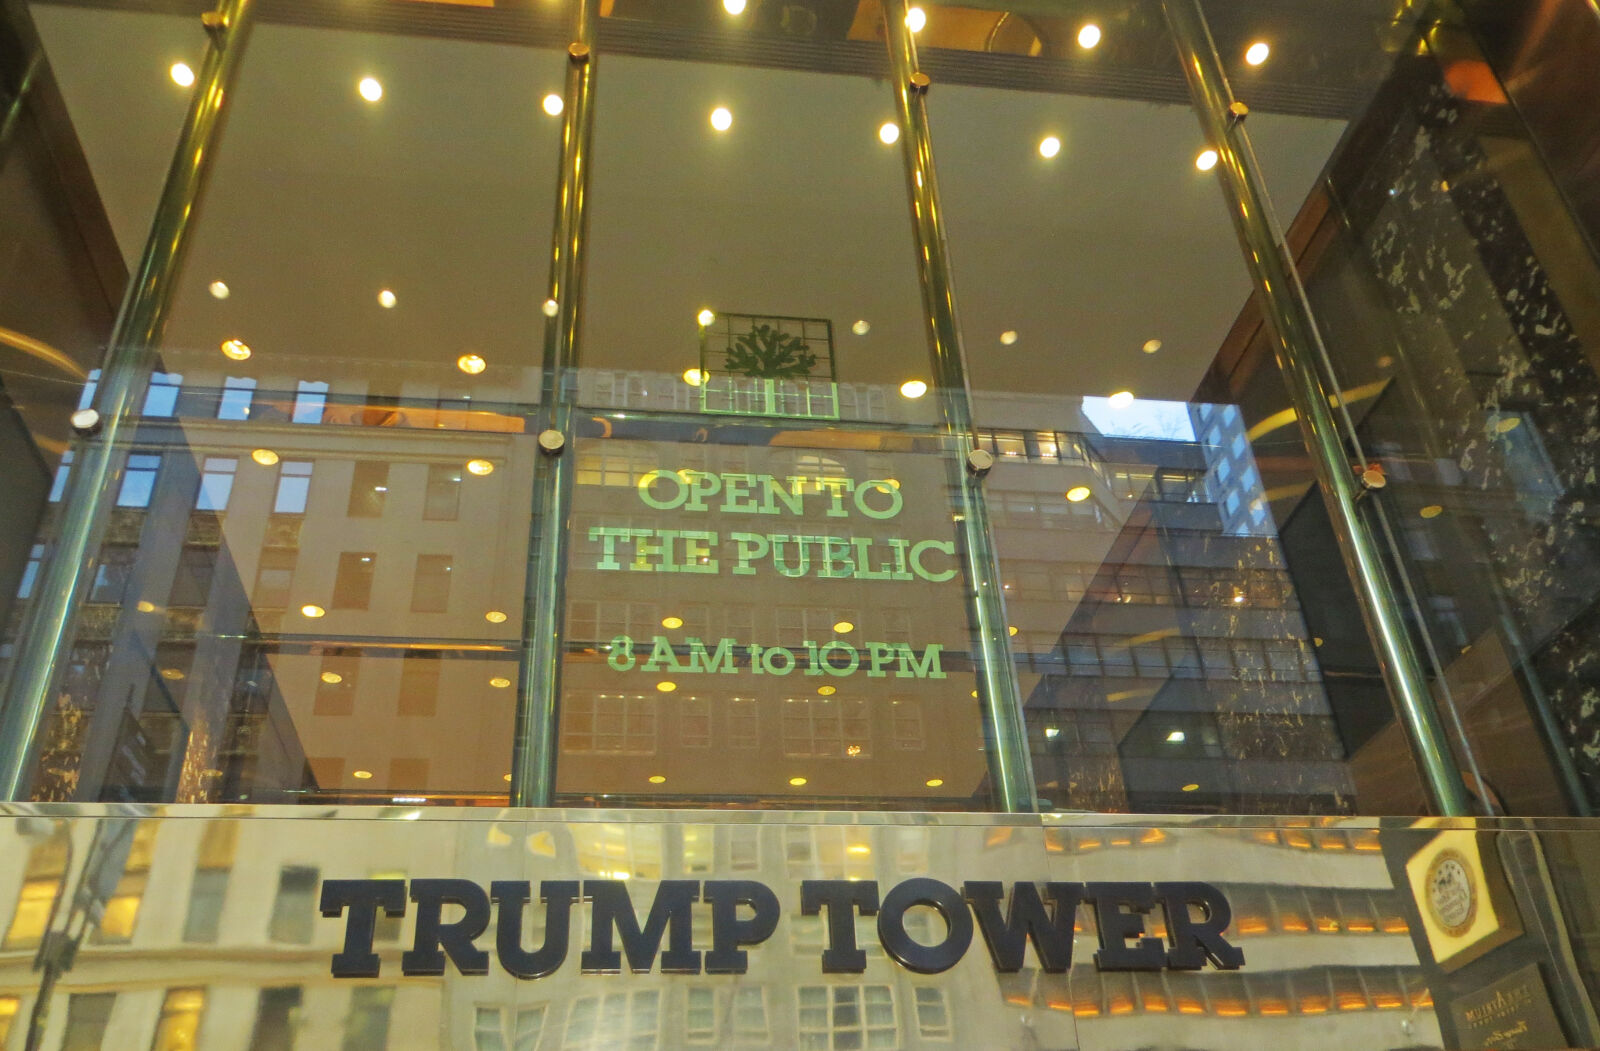 OPEN TO
THE PUBLIC
8 AM to 10 PM
TRUMP TOWER